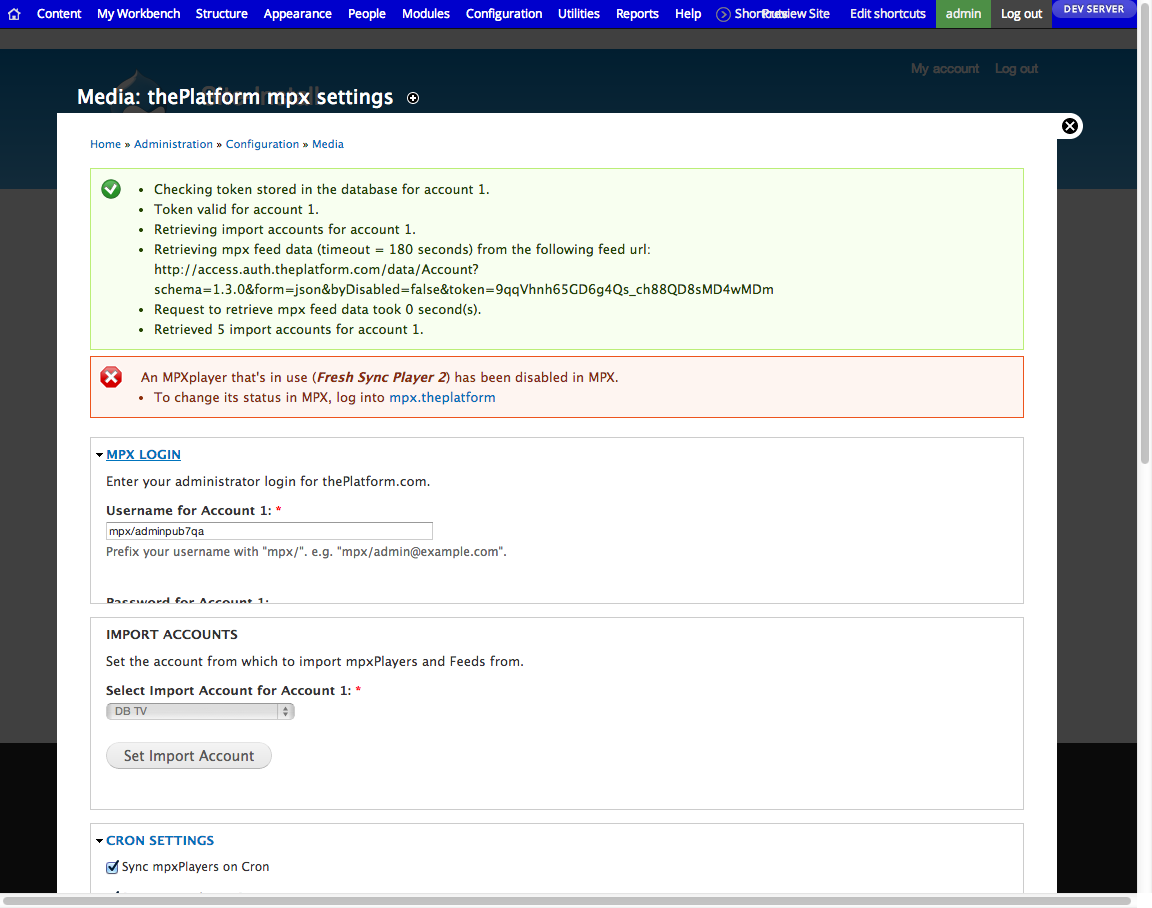 Content My Workbench Structure Appearance People Modules Configuration Utilities Reports Help Shortcuts Preview Site Edit shortcuts admin Log out DEV SERVER
My account Log out
Media: thePlatform mpx settings
Home » Administration » Configuration » Media
Checking token stored in the database for account 1.
Token valid for account 1.
Retrieving import accounts for account 1.
Retrieving mpx feed data (timeout = 180 seconds) from the following feed url:
http://access.auth.theplatform.com/data/Account?
schema=1.3.0&form=json&byDisabled=false&token=9qqVhnh65GD6g4Qs_ch88QD8sMD4wMDm
Request to retrieve mpx feed data took 0 second(s).
Retrieved 5 import accounts for account 1.
An MPXplayer that's in use (Fresh Sync Player 2) has been disabled in MPX.
To change its status in MPX, log into mpx.theplatform
MPX LOGIN
Enter your administrator login for thePlatform.com.
Username for Account 1: *
mpx/adminpub7qa
Prefix your username with "mpx/". e.g. "mpx/admin@example.com".
Password for Account 1:
IMPORT ACCOUNTS
Set the account from which to import mpxPlayers and Feeds from.
Select Import Account for Account 1: *
DB TV
Set Import Account
CRON SETTINGS
Sync mpxPlayers on Cron